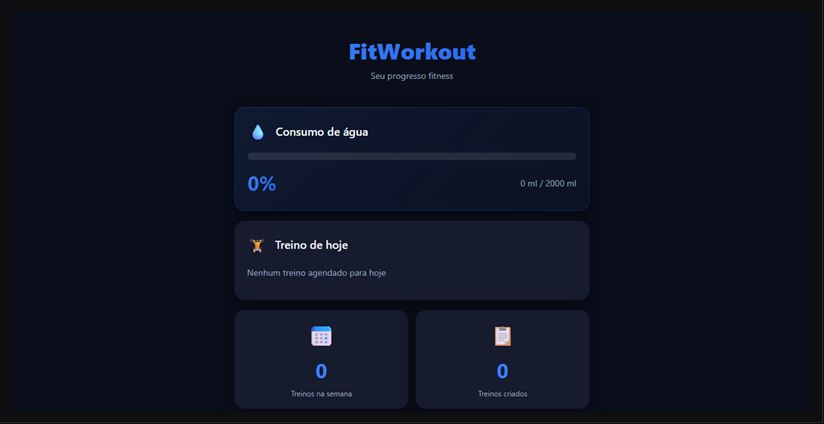 FitWorkout
Seu progresso fitness
Consumo de água
0%
0 ml / 2000 ml
Treino de hoje
Nenhum treino agendado para hoje
0
Treinos na semana
0
Treinos criados